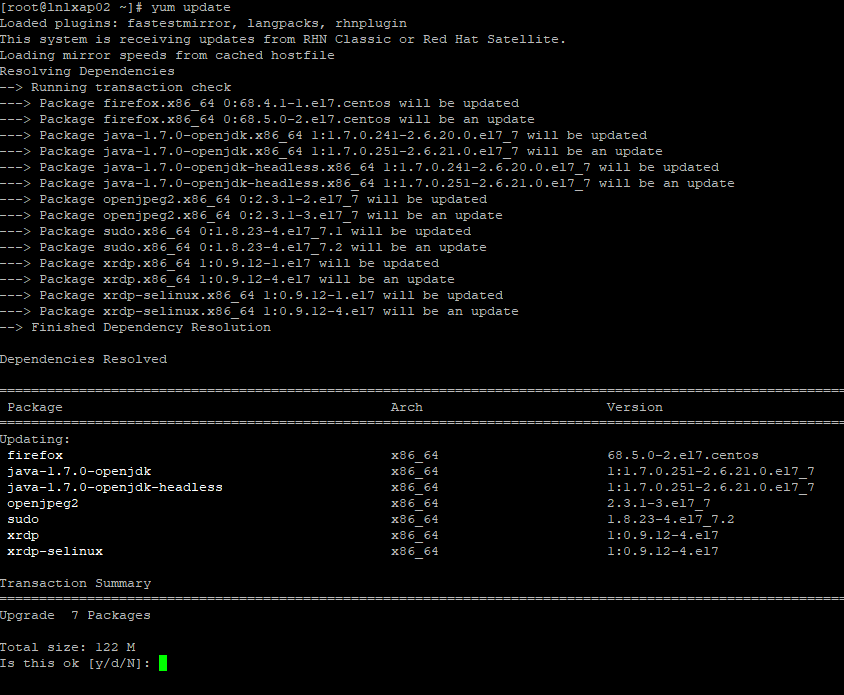 [root@lnlxap02 ~]# yum update
Loaded plugins: fastestmirror, langpacks, rhnplugin
This system is receiving updates from RHN Classic or Red Hat Satellite.
Loading mirror speeds from cached hostfile
Resolving Dependencies
--> Running transaction check
---> Package firefox.x86_64 0:68.4.1-1.el7.centos will be updated
---> Package firefox.x86_64 0:68.5.0-2.el7.centos will be an update
---> Package java-1.7.0-openjdk.x86_64 1:1.7.0.241-2.6.20.0.el7_7 will be updated
---> Package java-1.7.0-openjdk.x86_64 1:1.7.0.251-2.6.21.0.el7_7 will be an update
---> Package java-1.7.0-openjdk-headless.x86_64 1:1.7.0.241-2.6.20.0.el7_7 will be updated
---> Package java-1.7.0-openjdk-headless.x86_64 1:1.7.0.251-2.6.21.0.el7_7 will be an update
---> Package openjpeg2.x86_64 0:2.3.1-2.el7_7 will be updated
---> Package openjpeg2.x86_64 0:2.3.1-3.el7_7 will be an update
---> Package sudo.x86_64 0:1.8.23-4.el7_7.1 will be updated
---> Package sudo.x86_64 0:1.8.23-4.el7_7.2 will be an update
---> Package xrdp.x86_64 1:0.9.12-1.el7 will be updated
---> Package xrdp.x86_64 1:0.9.12-4.el7 will be an update
---> Package xrdp-selinux.x86_64 1:0.9.12-1.el7 will be updated
---> Package xrdp-selinux.x86_64 1:0.9.12-4.el7 will be an update
--> Finished Dependency Resolution
Dependencies Resolved
Package Arch Version
Updating:
firefox x86_64 68.5.0-2.el7.centos
java-1.7.0-openjdk x86_64 1:1.7.0.251-2.6.21.0.el7_7
java-1.7.0-openjdk-headless x86_64 1:1.7.0.251-2.6.21.0.el7_7
openjpeg2 x86_64 2.3.1-3.el7_7
sudo x86_64 1.8.23-4.el7_7.2
xrdp x86_64 1:0.9.12-4.el7
xrdp-selinux x86_64 1:0.9.12-4.el7
Transaction Summary
Upgrade 7 Packages
Total size: 122 M
Is this ok [y/d/N]: